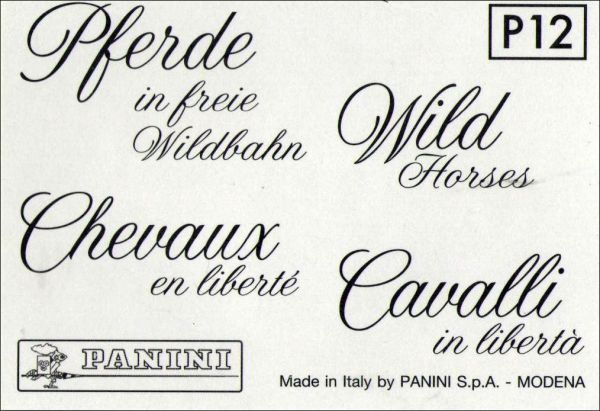 Pferde
in freie
Wildbahn
P12
Wild
Horses
Chevaux
en liberté
Cavalli
in libertà
PANINI
Made in Italy by PANINI S.p.A. - MODENA